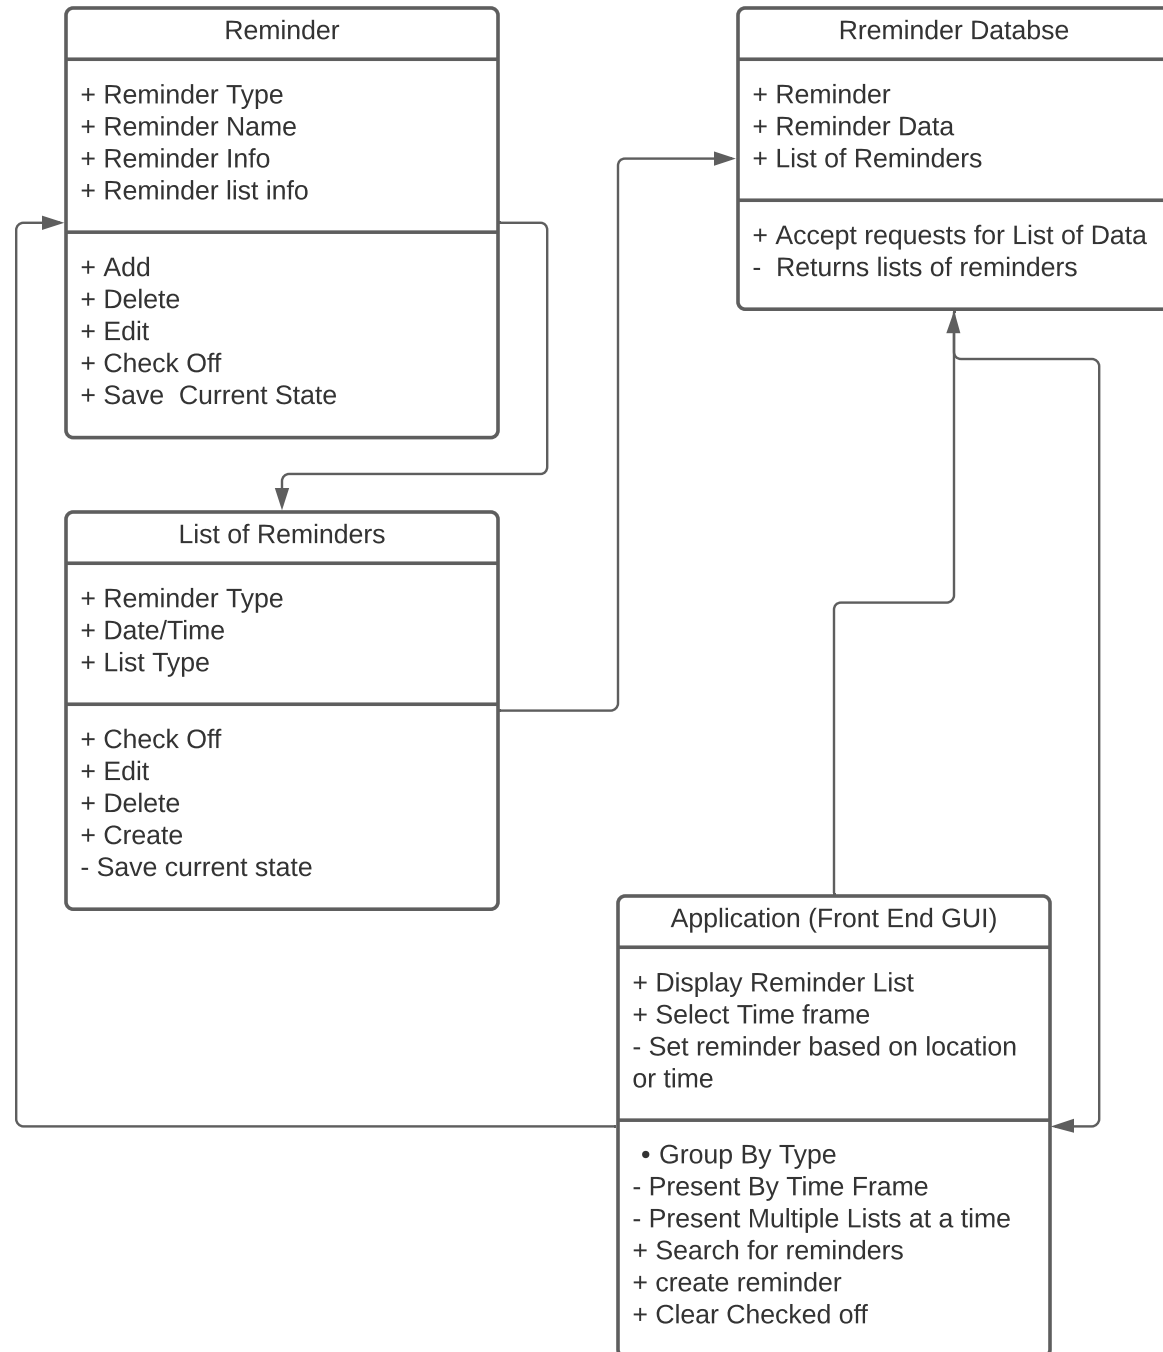 Reminder
+ Reminder Type
+ Reminder Name
+ Reminder Info
+ Reminder list info
+ Add
+ Delete
+ Edit
+ Check Off
+ Save  Current State
Rreminder Databse
+ Reminder
+ Reminder Data
+ List of Reminders
+ Accept requests for List of Data
-  Returns lists of reminders
List of Reminders
+ Reminder Type
+ Date/Time
+ List Type
+ Check Off
+ Edit
+ Delete
+ Create
- Save current state
Application (Front End GUI)
+ Display Reminder List
+ Select Time frame
- Set reminder based on location
or time
• Group By Type
- Present By Time Frame
- Present Multiple Lists at a time
+ Search for reminders
+ create reminder
+ Clear Checked off